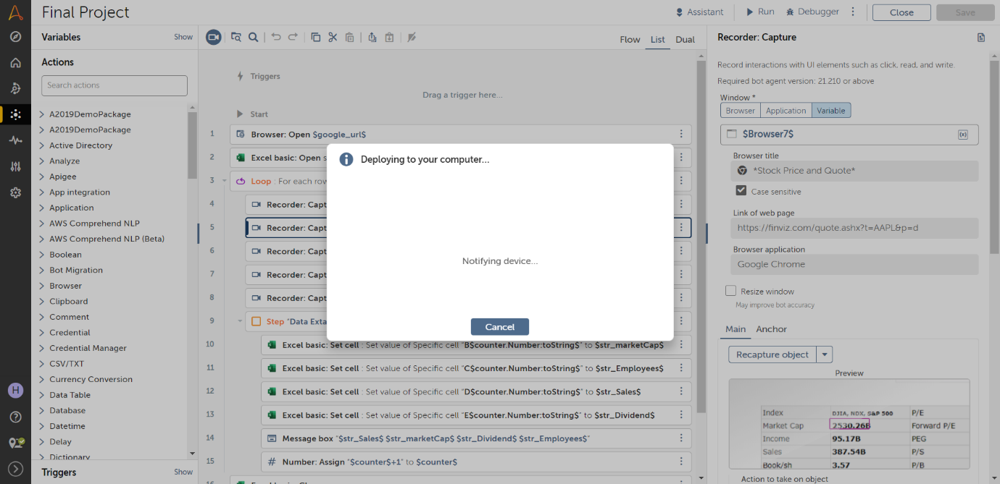 Final Project
Assistant
Run
Debugger
Close
Save
Variables
Show
Actions
Search actions
A2019DemoPackage
A2019DemoPackage
Active Directory
Analyze
Apigee
App integration
Application
AWS Comprehend NLP
AWS Comprehend NLP (Beta)
Boolean
Bot Migration
Browser
Clipboard
Comment
Credential
Credential Manager
CSV/TXT
Currency Conversion
Data Table
Database
Datetime
Delay
Dictionary
Triggers
Show
H
Flow
List
Dual
Triggers
Drag a trigger here...
Start
1 Browser: Open $google_url$
2 Excel basic: Open
3 Loop : For each row
4 Recorder: Capt
5 Recorder: Capt
6 Recorder: Capt
7 Recorder: Capt
8 Recorder: Capt
9 Step "Data Exta
10 Excel basic: Set cell : Set value of Specific cell "B$counter.Number:toString$" to $str_marketCap$
11 Excel basic: Set cell : Set value of Specific cell "C$counter.Number:toString$" to $str_Employees$
12 Excel basic: Set cell : Set value of Specific cell "D$counter.Number:toString$" to $str_Sales$
13 Excel basic: Set cell : Set value of Specific cell "E$counter.Number:toString$" to $str_Dividend$
14 Message box "$str_Sales$ $str_marketCap$ $str_Dividend$ $str_Employees$"
15 Number: Assign "$counter$+1" to $counter$
Deploying to your computer...
Notifying device...
Cancel
Recorder: Capture
Record interactions with UI elements such as click, read, and write.
Required bot agent version: 21.210 or above
Window *
Browser
Application
Variable
$Browser7$
(x)
Browser title
*Stock Price and Quote*
Case sensitive
Link of web page
https://finviz.com/quote.ashx?t=AAPL&p=d
Browser application
Google Chrome
Resize window
May improve bot accuracy
Main
Anchor
Recapture object
Preview
Index DJIA, NDX, S&P 500 P/E
Market Cap 2530.26B Forward P/E
Income 95.17B PEG
Sales 387.54B P/S
Book/sh 3.57 P/B
Action to take on object